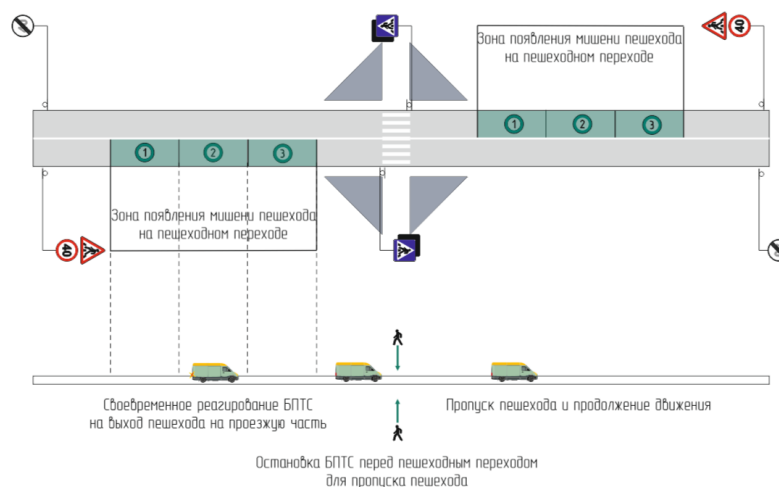 Зона появления мишени пешехода
на пешеходном переходе
40
1
2
3
1
2
3
Зона появления мишени пешехода
на пешеходном переходе
40
Своевременное реагирование БПТС
на выход пешехода на проезжую часть
Пропуск пешехода и продолжение движения
Остановка БПТС перед пешеходным переходом
для пропуска пешехода